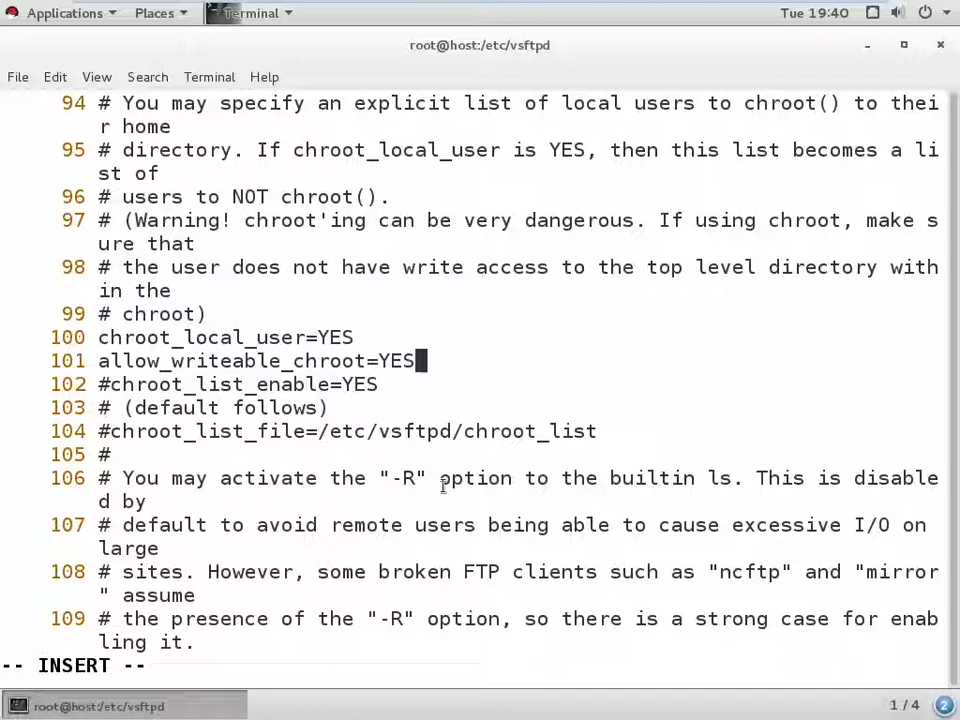 Applications Places Terminal Tue 19:40
root@host:/etc/vsftpd
File Edit View Search Terminal Help
94 # You may specify an explicit list of local users to chroot() to thei
r home
95 # directory. If chroot_local_user is YES, then this list becomes a li
st of
96 # users to NOT chroot().
97 # (Warning! chroot'ing can be very dangerous. If using chroot, make s
ure that
98 # the user does not have write access to the top level directory with
in the
99 # chroot)
100 chroot_local_user=YES
101 allow_writeable_chroot=YES
102 #chroot_list_enable=YES
103 # (default follows)
104 #chroot_list_file=/etc/vsftpd/chroot_list
105 #
106 # You may activate the "-R" option to the builtin ls. This is disable
d by
107 # default to avoid remote users being able to cause excessive I/O on
large
108 # sites. However, some broken FTP clients such as "ncftp" and "mirror
" assume
109 # the presence of the "-R" option, so there is a strong case for enab
ling it.
-- INSERT --
root@host:/etc/vsftpd 1 / 4 2